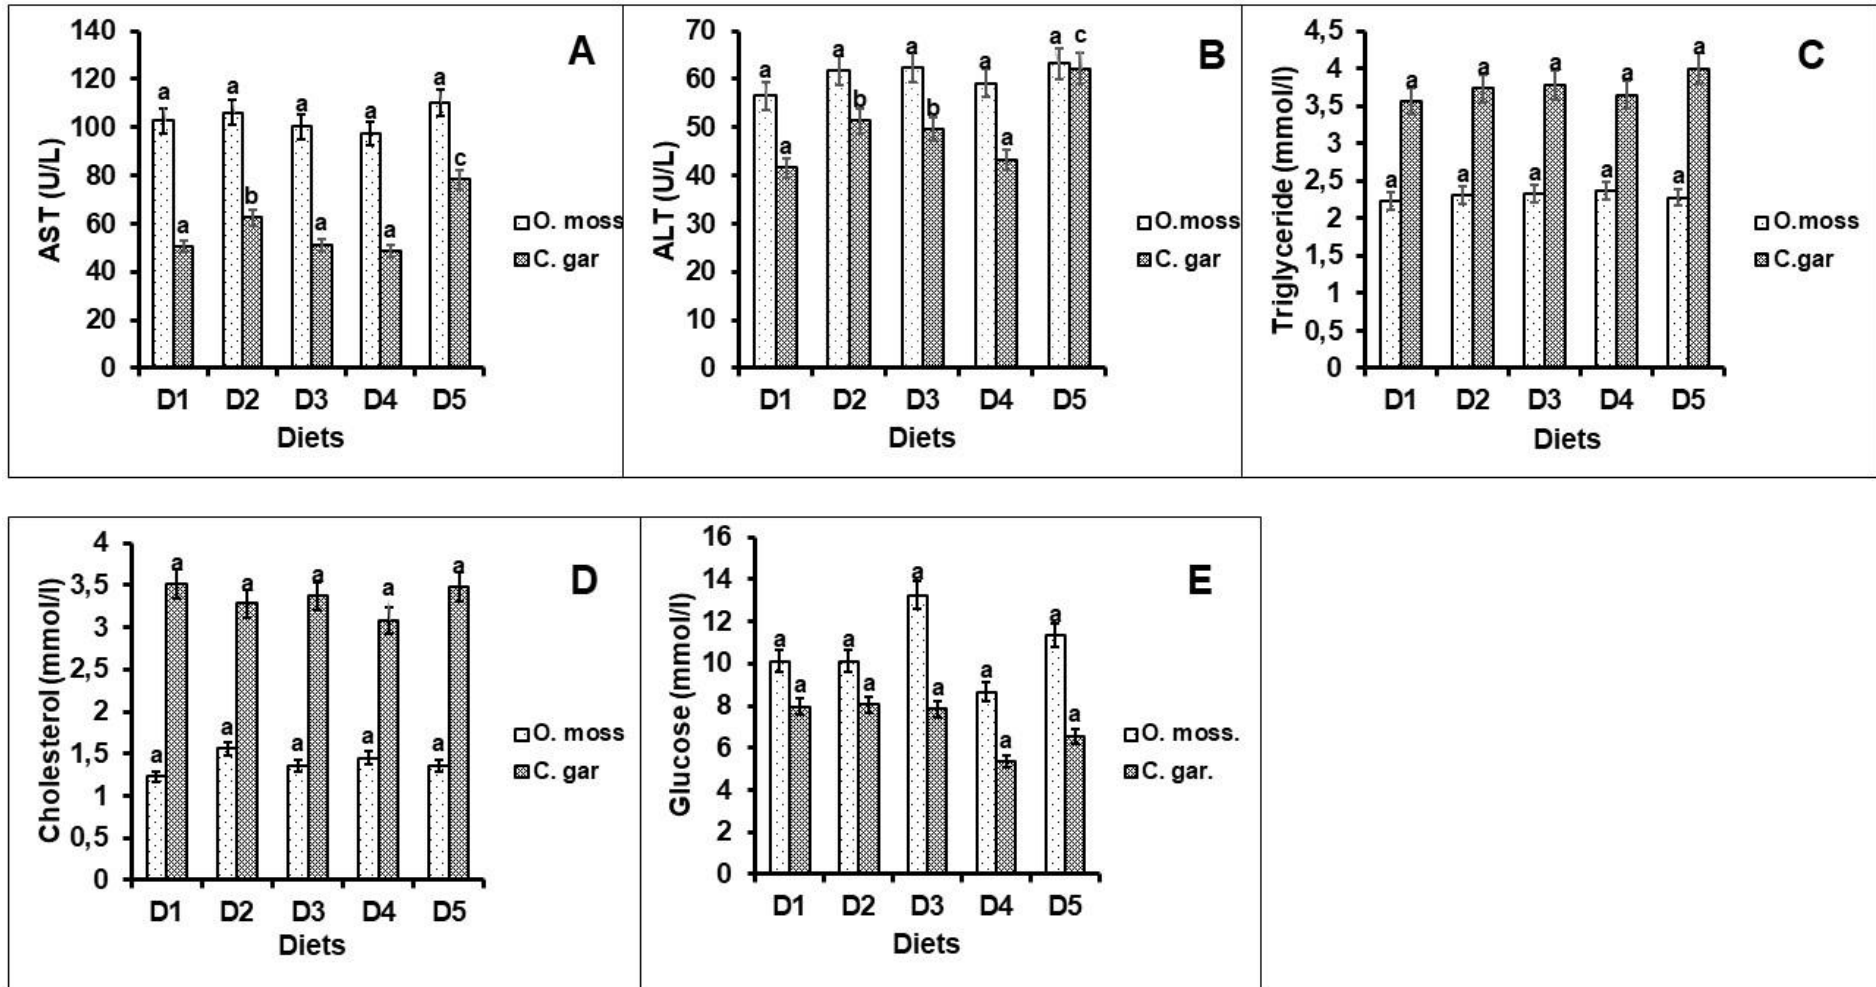 A
AST (U/L)
140
120
100
80
60
40
20
0
a a a a a
a b a a c
D1 D2 D3 D4 D5
Diets
O. moss
C. gar
B
ALT (U/L)
70
60
50
40
30
20
10
0
a a a a a c
a b b a
D1 D2 D3 D4 D5
Diets
O.moss
C. gar
C
Triglyceride (mmol/l)
4,5
4
3,5
3
2,5
2
1,5
1
0,5
0
a a a a a
a a a a a
D1 D2 D3 D4 D5
Diets
O.moss
C.gar
D
Cholesterol (mmol/l)
4
3,5
3
2,5
2
1,5
1
0,5
0
a a a a a
a a a a a
D1 D2 D3 D4 D5
Diets
O. moss
C. gar
E
Glucose (mmol/l)
16
14
12
10
8
6
4
2
0
a a a a a
a a a a a
D1 D2 D3 D4 D5
Diets
O. moss.
C. gar.